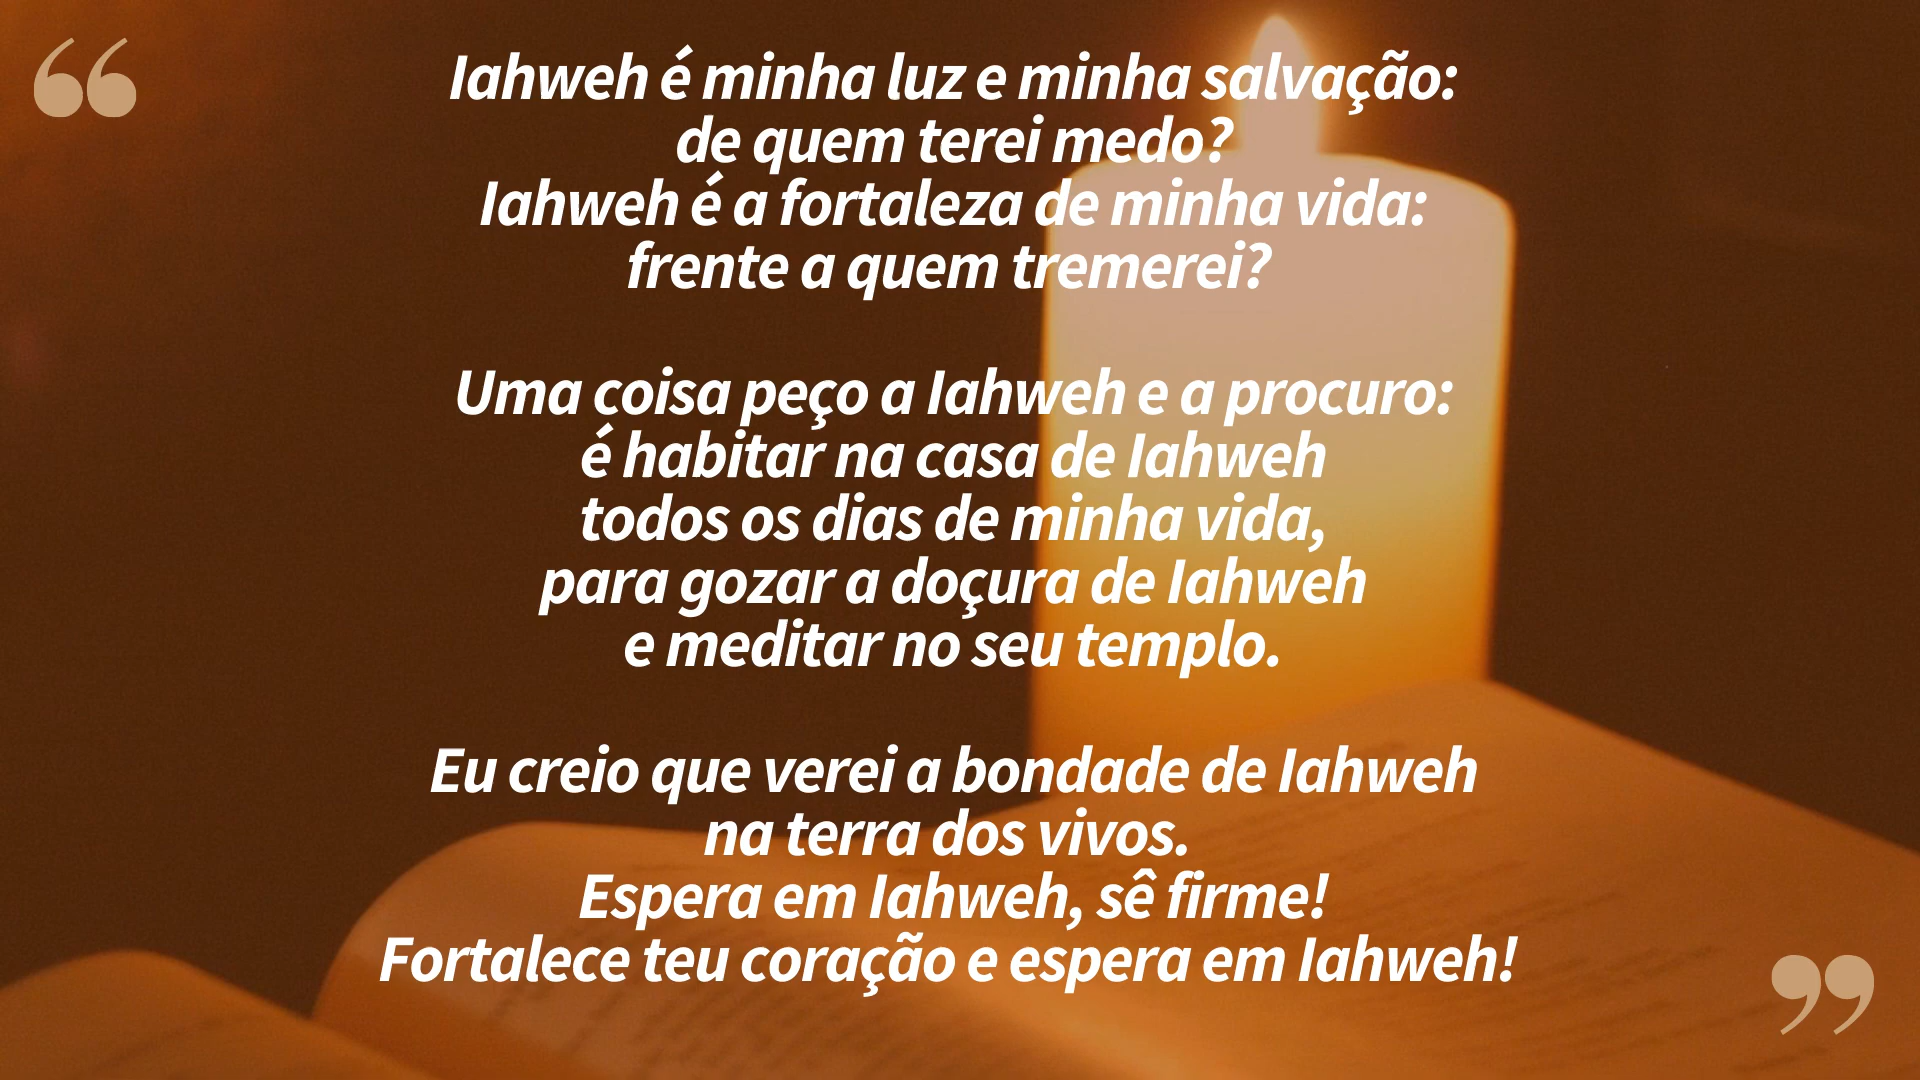 “
Iahweh é minha luz e minha salvação:
de quem terei medo?
Iahweh é a fortaleza de minha vida:
frente a quem tremerei?
Uma coisa peço a Iahweh e a procuro:
é habitar na casa de Iahweh
todos os dias de minha vida,
para gozar a doçura de Iahweh
e meditar no seu templo.
Eu creio que verei a bondade de Iahweh
na terra dos vivos.
Espera em Iahweh, sê firme!
Fortalece teu coração e espera em Iahweh!
”